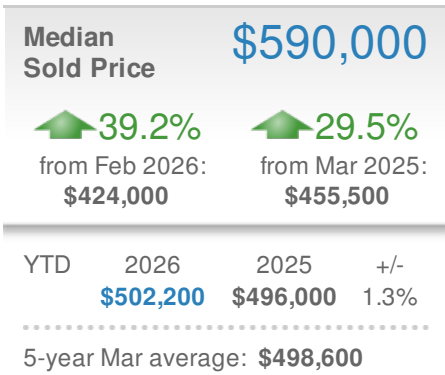 Median
Sold Price
$590,000
39.2%
from Feb 2026:
$424,000
29.5%
from Mar 2025:
$455,500
YTD 2026 2025 +/-
$502,200 $496,000 1.3%
5-year Mar average: $498,600